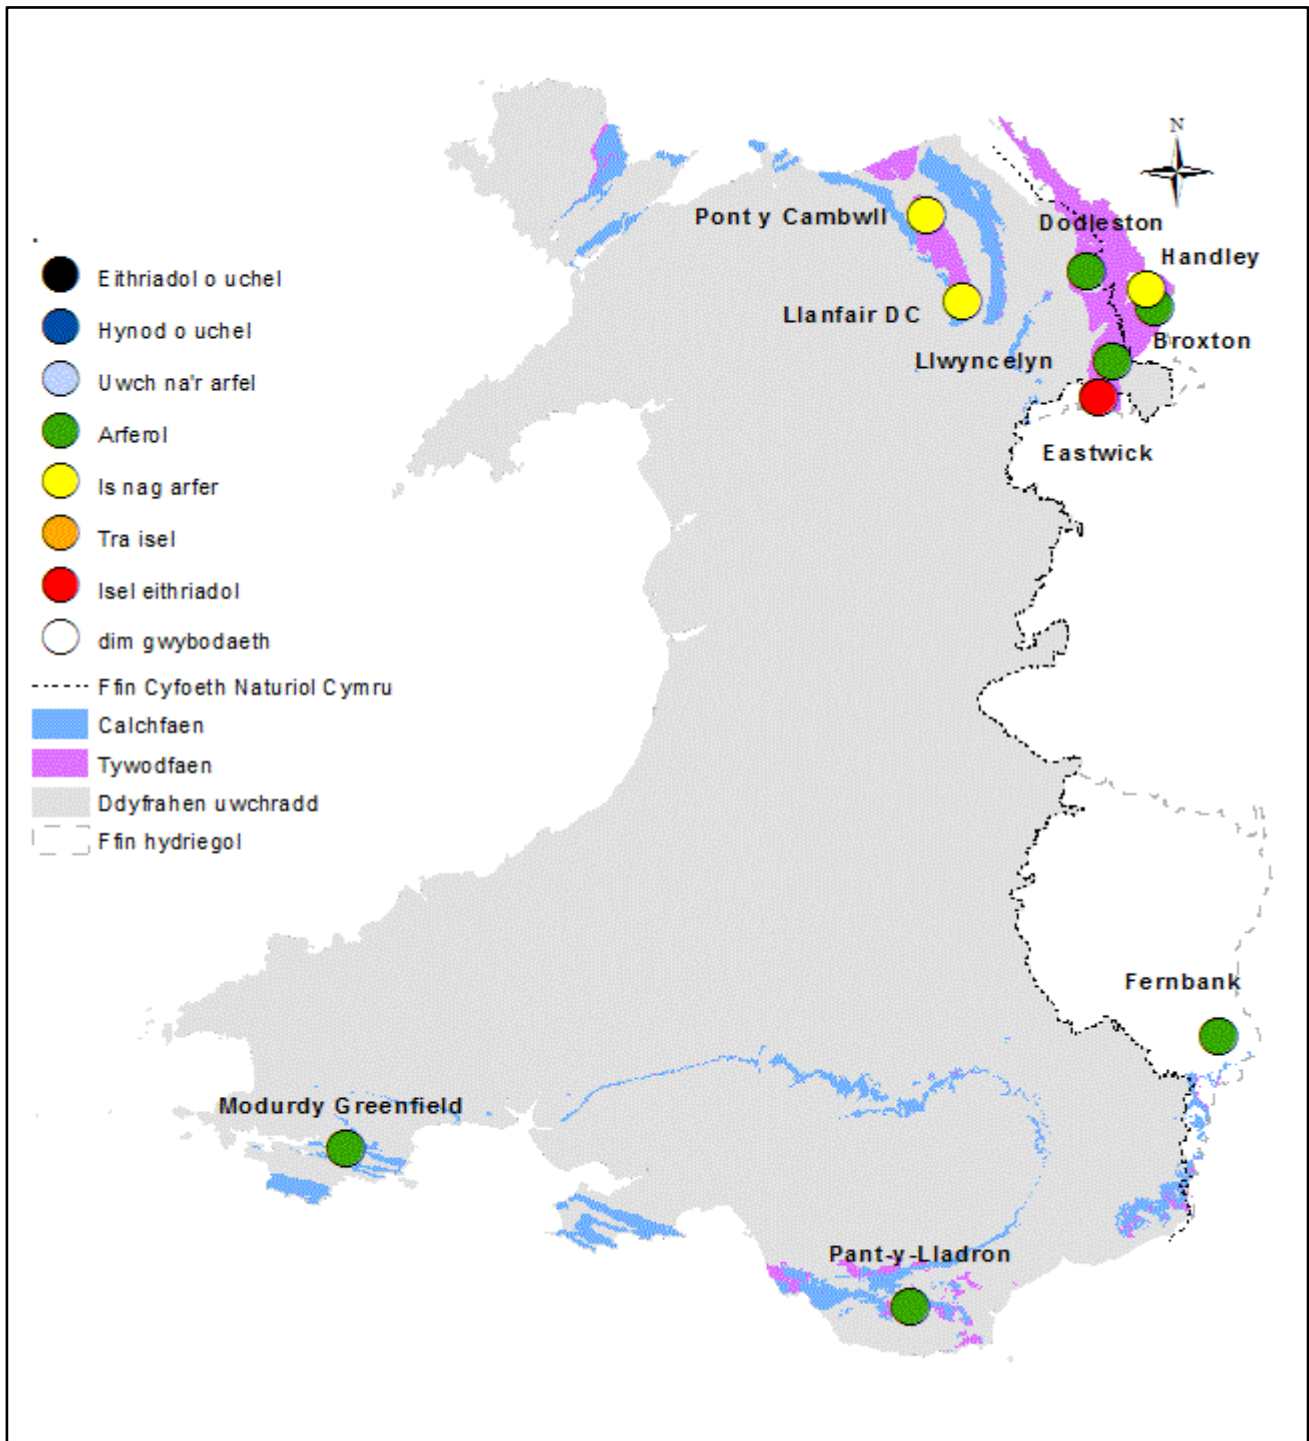 N
Pont y Cambwll
Dodleston
Handley
Llanfair DC
Broxton
Llwyncelyn
Eastwick
Eithriadol o uchel
Hynod o uchel
Uwch na'r arfel
Arferol
Is nag arfer
Tra isel
Isel eithriadol
dim gwybodaeth
Ffin Cyfoeth Naturiol Cymru
Calchfaen
Tywodfaen
Ddyfrahen uwchradd
Ffin hydriegol
Fernbank
Modurdy Greenfield
Pant-y-Lladron